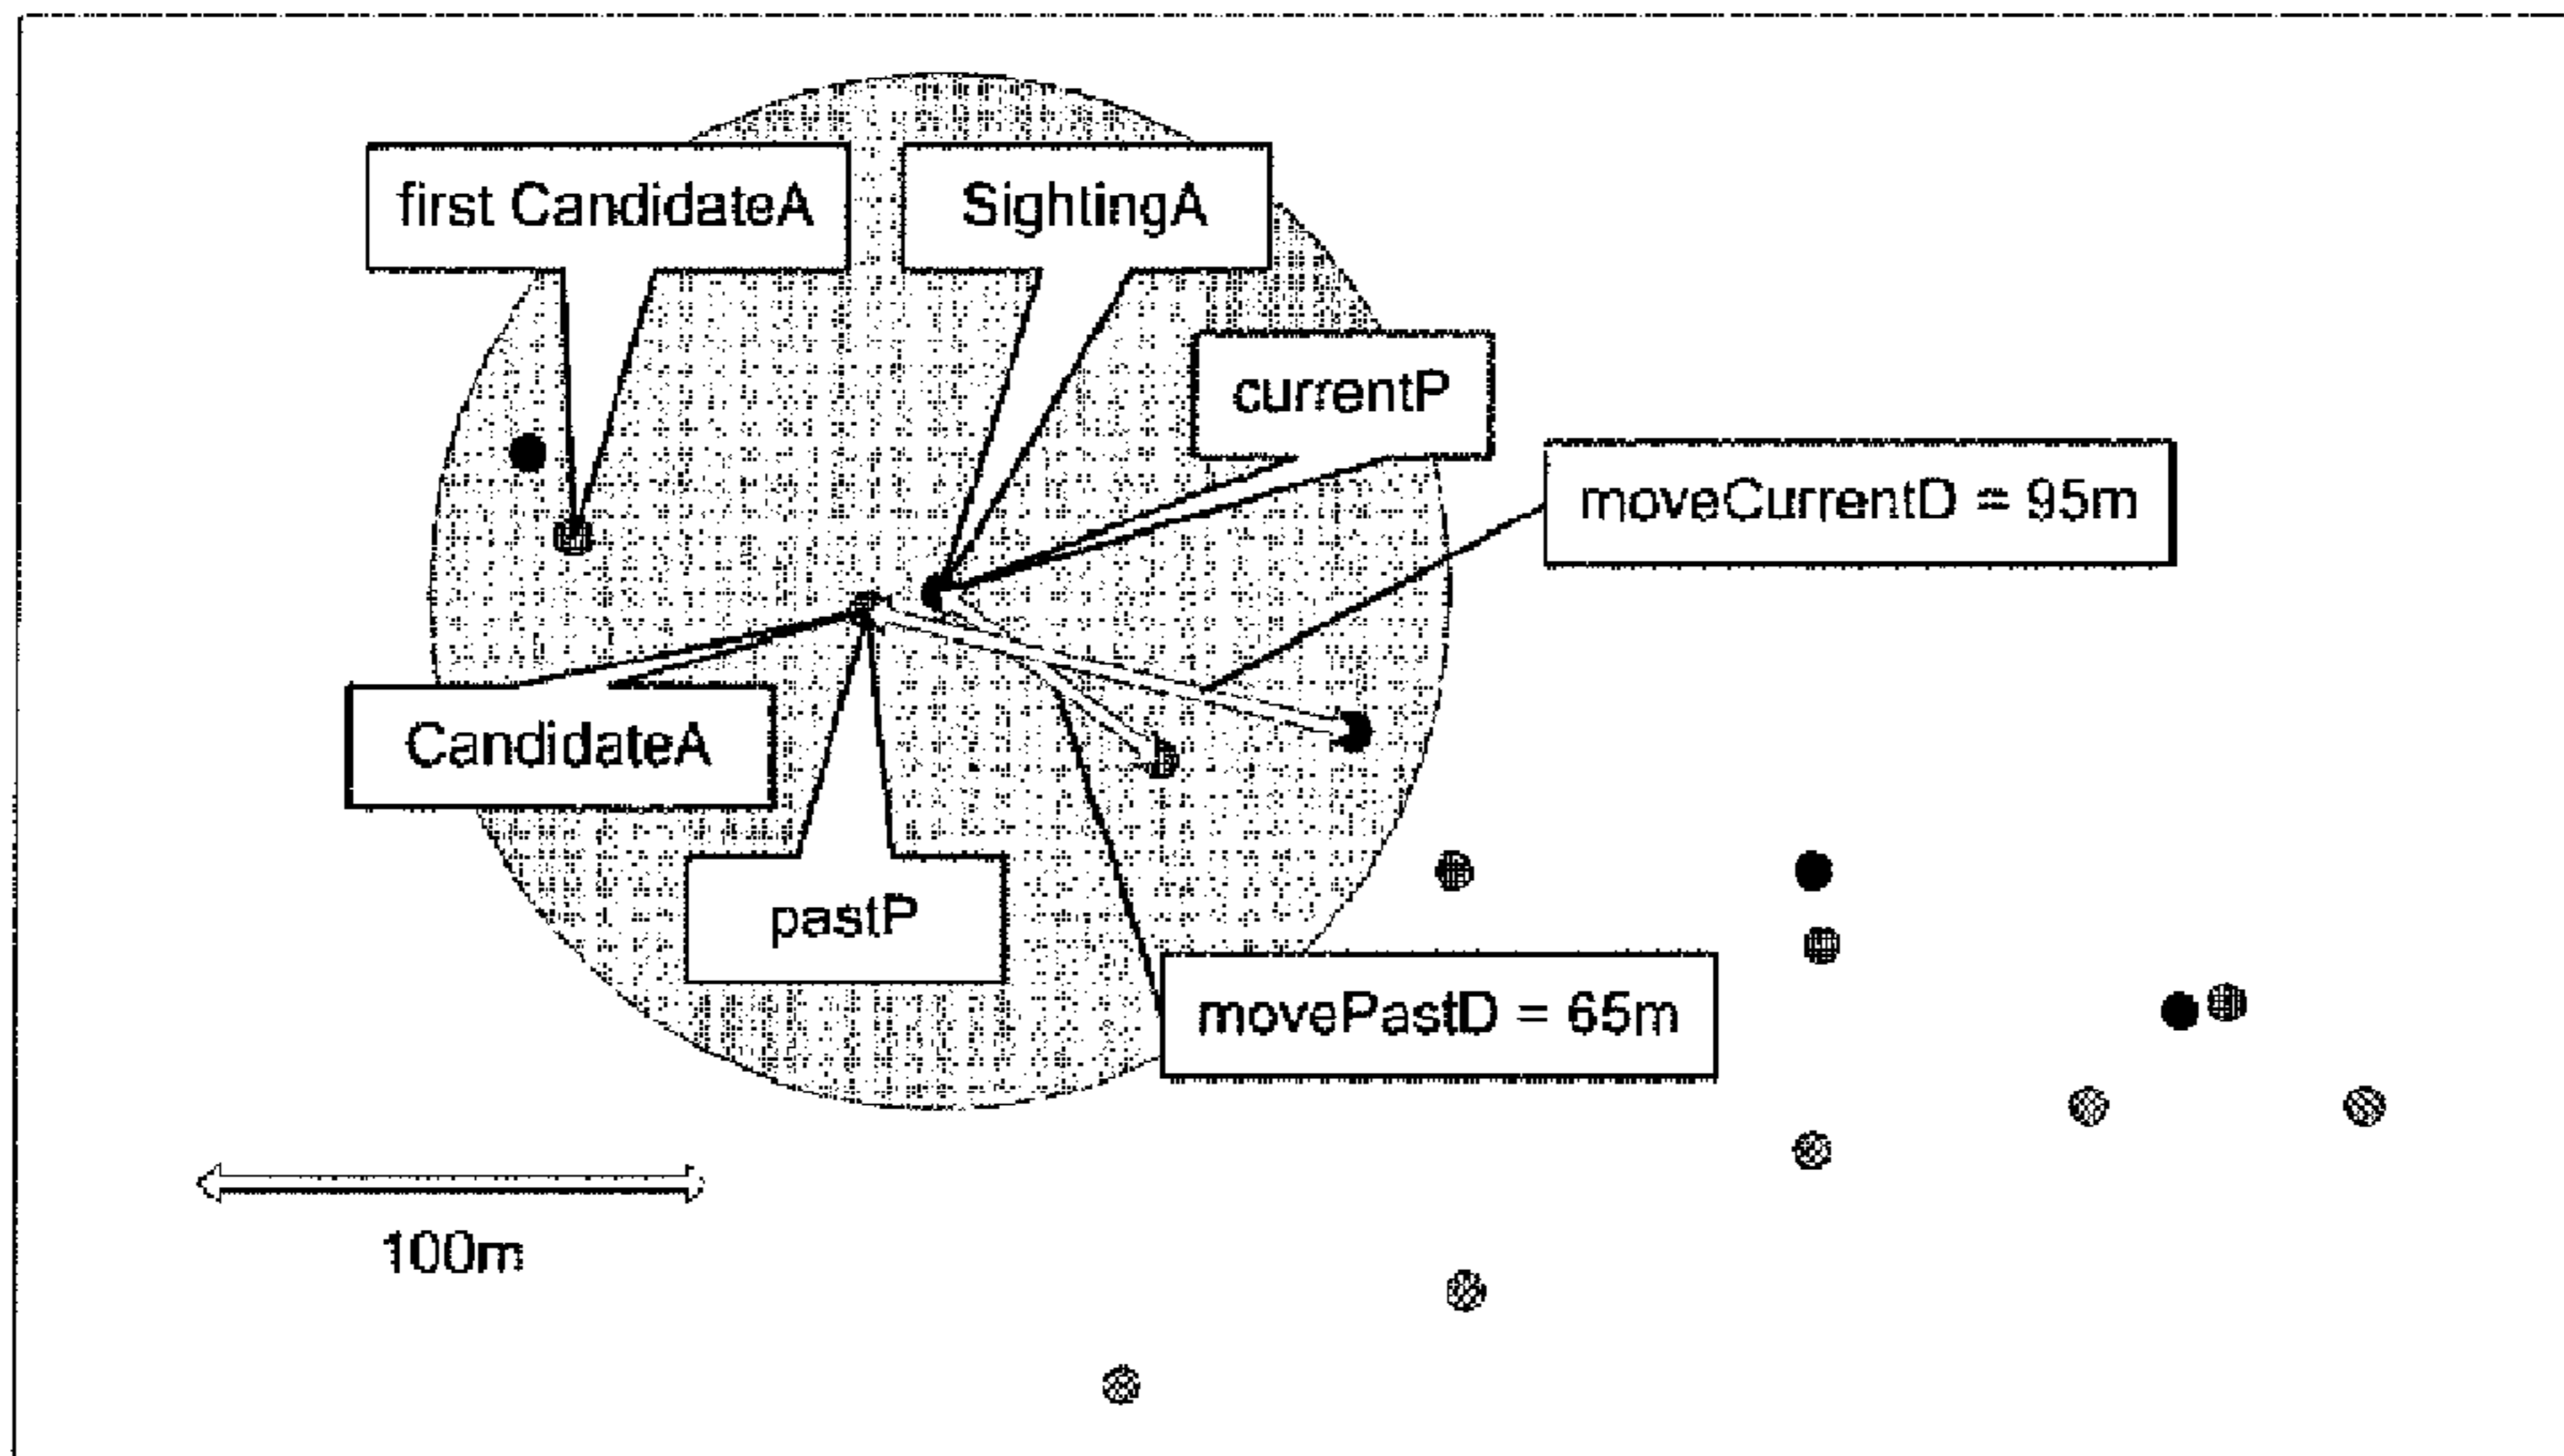 first CandidateA
SightingA
currentP
moveCurrentD = 95m
CandidateA
pastP
movePastD = 65m
100m